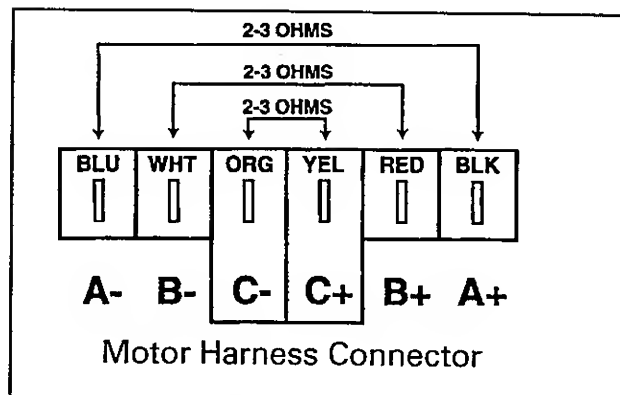 2-3 OHMS
2-3 OHMS
2-3 OHMS
BLU WHT ORG YEL RED BLK
A- B- C- C+ B+ A+
Motor Harness Connector